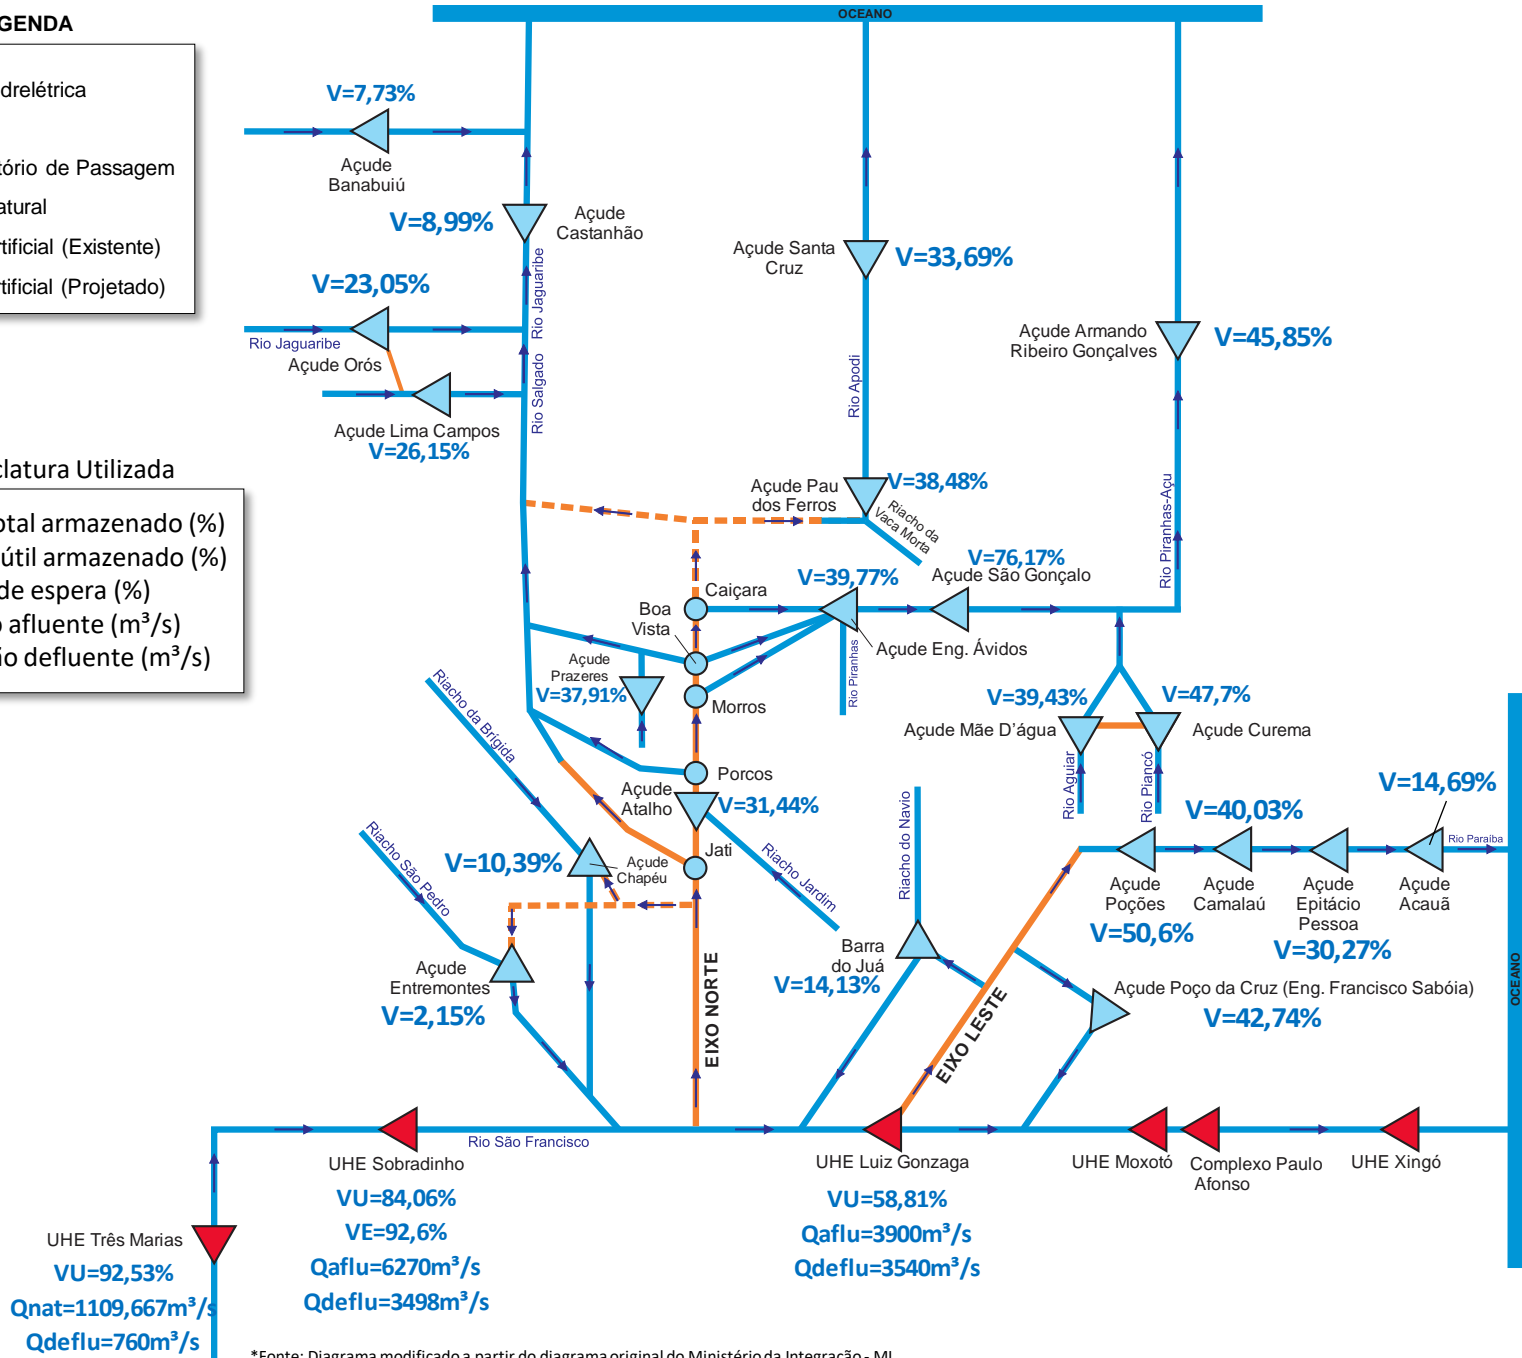 OCEANO
GENDA
drelétrica
tório de Passagem
atural
rtificial (Existente)
rtificial (Projetado)
V=7,73%
Açude
Banabuiú
V=8,99%
Açude
Castanhão
Açude Santa
Cruz
V=33,69%
V=23,05%
Rio Jaguaribe
Rio Jaguaribe
Açude Orós
Açude Armando
Ribeiro Gonçalves
V=45,85%
Rio Salgado
Rio Apodi
Açude Lima Campos
V=26,15%
clatura Utilizada
otal armazenado (%)
útil armazenado (%)
de espera (%)
o afluente (m³/s)
ão defluente (m³/s)
Açude Pau
dos Ferros
V=38,48%
Riacho da
Vaca Morta
Rio Piranhas-Açu
V=76,17%
Açude São Gonçalo
V=39,77%
Caiçara
Boa
Vista
Açude Eng. Ávidos
Rio Piranhas
Açude
Prazeres
V=37,91%
Morros
Riacho da Brígida
V=39,43%
Açude Mãe D'água
V=47,7%
Açude Curema
Rio Aguiar
Rio Piancó
Porcos
Açude
Atalho
V=31,44%
Jati
Riacho Jardim
Riacho do Navio
V=14,69%
V=40,03%
Rio Paraiba
Riacho São Pedro
V=10,39%
Açude
Chapéu
Açude
Poções
V=50,6%
Açude
Camalaú
Açude
Epitácio
Pessoa
V=30,27%
Açude
Acauã
Barra
do Juá
V=14,13%
Açude
Entremontes
V=2,15%
EIXO NORTE
EIXO LESTE
Açude Poço da Cruz (Eng. Francisco Sabóia)
V=42,74%
OCEANO
Rio São Francisco
UHE Sobradinho
VU=84,06%
VE=92,6%
Qaflu=6270m³/s
Qdeflu=3498m³/s
UHE Luiz Gonzaga
VU=58,81%
Qaflu=3900m³/s
Qdeflu=3540m³/s
UHE Moxotó
Complexo Paulo
Afonso
UHE Xingó
UHE Três Marias
VU=92,53%
Qnat=1109,667m³/s
Qdeflu=760m³/s
*Fonte: Diagrama modificado a partir do diagrama original do Ministério da Integração - MI